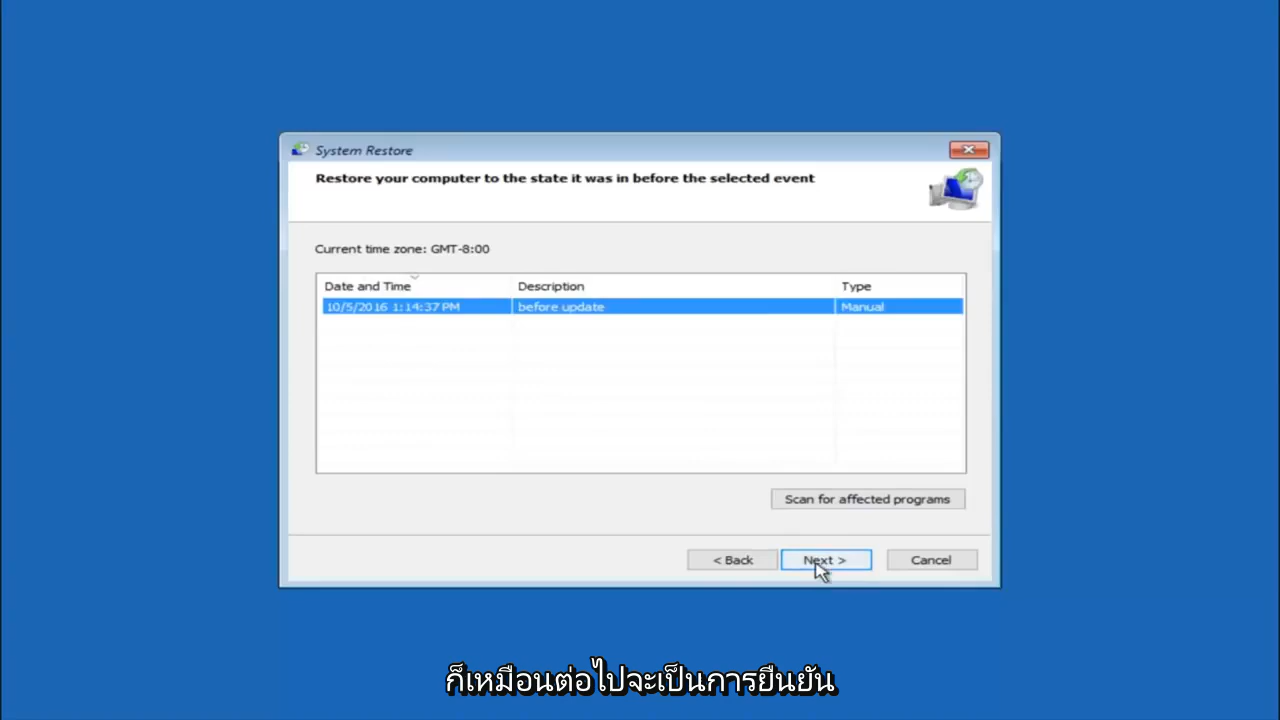 System Restore
Restore your computer to the state it was in before the selected event
Current time zone: GMT-8:00
Date and Time Description Type
10/5/2016 1:14:37 PM before update Manual
Scan for affected programs
< Back Next > Cancel
ก็เหมือนต่อไปจะเป็นการยืนยัน